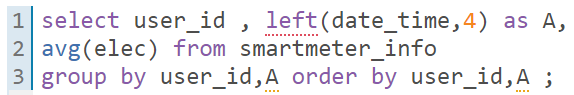 1 select user_id , left(date_time,4) as A,
2 avg(elec) from smartmeter_info
3 group by user_id,A order by user_id,A ;